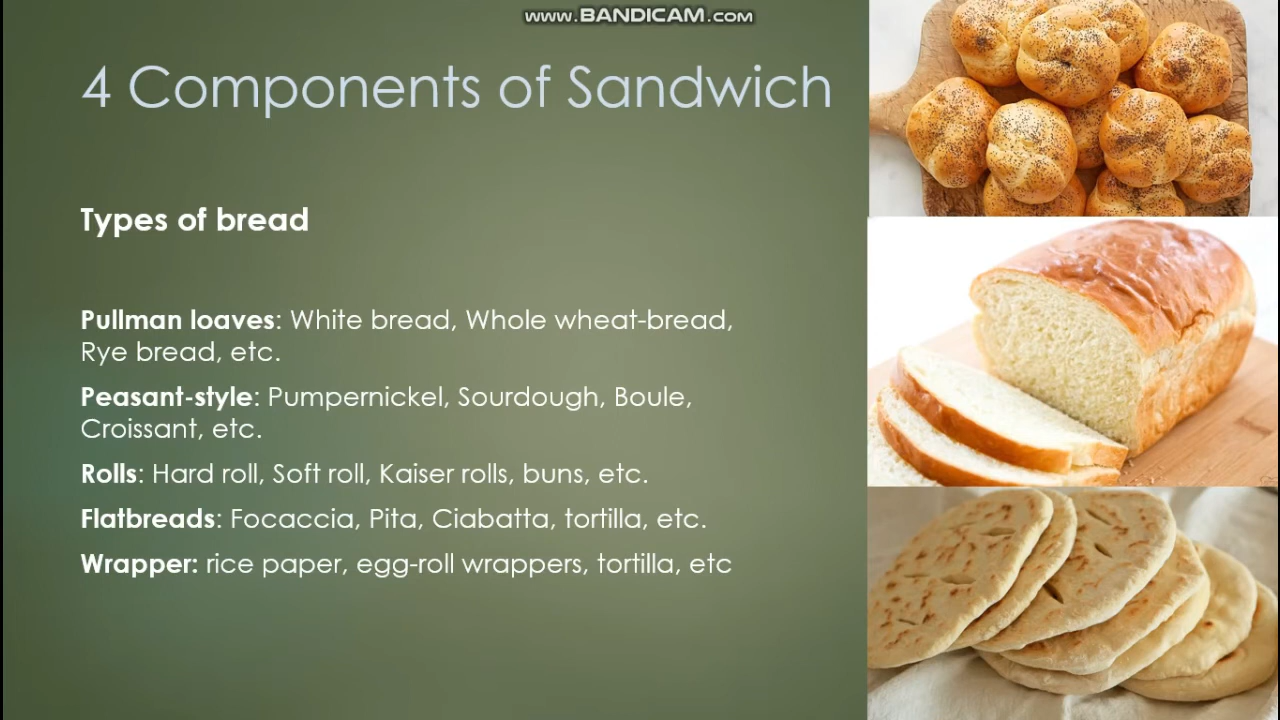 www.BANDICAM.com
4 Components of Sandwich
Types of bread
Pullman loaves: White bread, Whole wheat-bread,
Rye bread, etc.
Peasant-style: Pumpernickel, Sourdough, Boule,
Croissant, etc.
Rolls: Hard roll, Soft roll, Kaiser rolls, buns, etc.
Flatbreads: Focaccia, Pita, Ciabatta, tortilla, etc.
Wrapper: rice paper, egg-roll wrappers, tortilla, etc